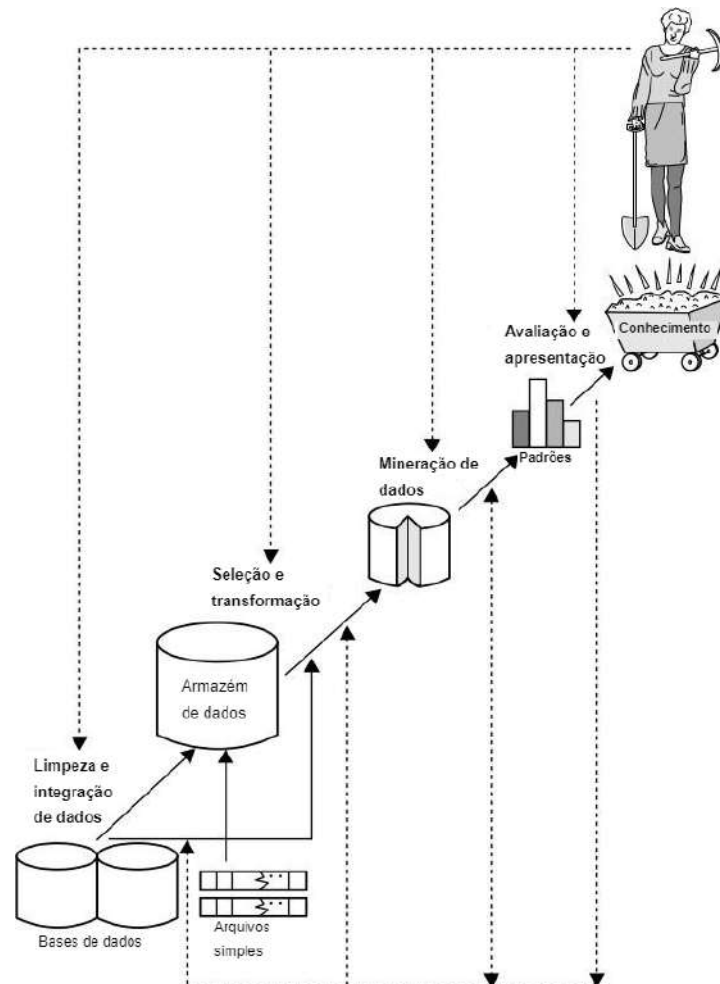 Conhecimento
Avaliação e
apresentação
Padrões
Mineração de
dados
Seleção e
transformação
Armazém
de dados
Limpeza e
integração
de dados
Bases de dados
Arquivos
simples